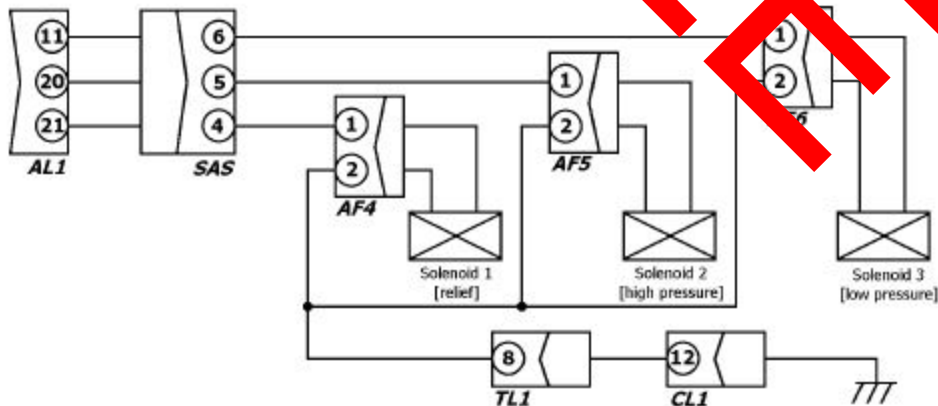 11
20
21
AL1
6
5
4
SAS
1
2
AF4
1
2
AF5
1
2
Solenoid 1
[relief]
Solenoid 2
[high pressure]
Solenoid 3
[low pressure]
8
TL1
12
CL1